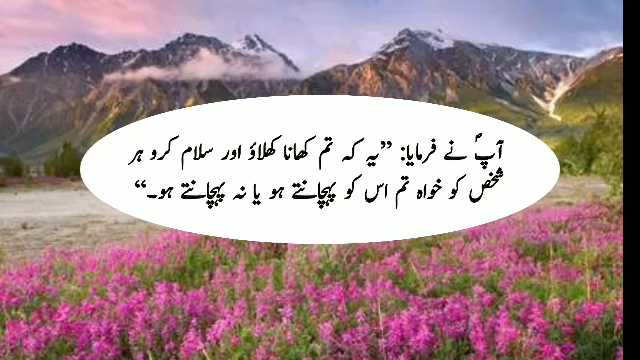 آپؐ نے فرمایا: ”یہ کہ تم کھانا کھلاؤ اور سلام کرو ہر
شخص کو خواہ تم اس کو پہچانتے ہو یا نہ پہچانتے ہو۔“